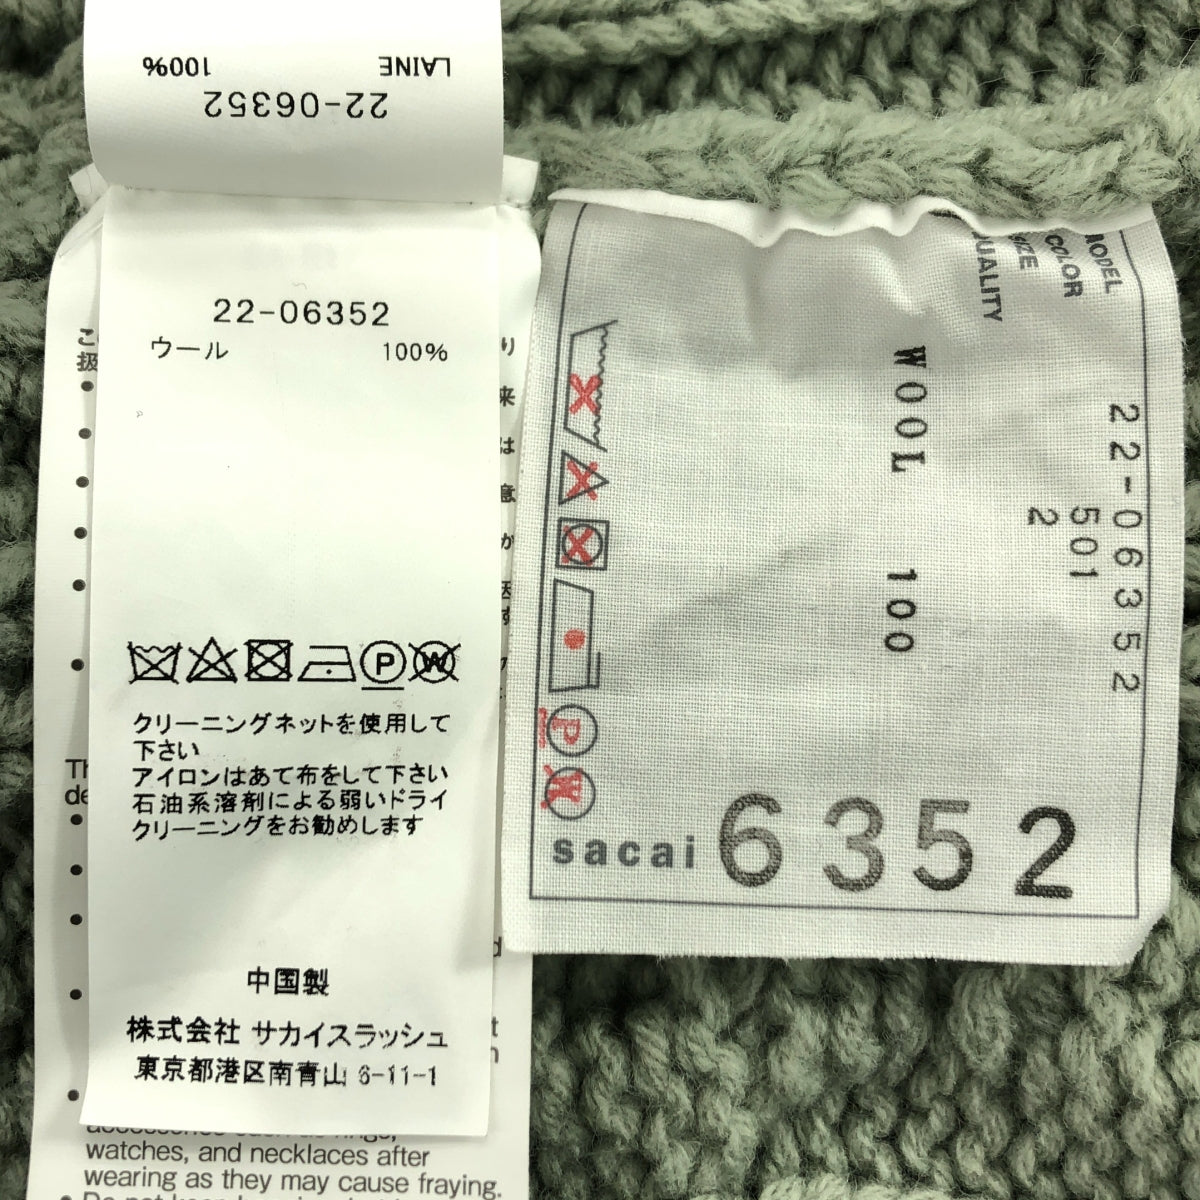 LAINE 100%
22-06352
22-06352
ウール 100%
クリーニングネットを使用して
下さい
アイロンはあて布をして下さい
石油系溶剤による弱いドライ
クリーニングをお勧めします
中国製
株式会社 サカイスラッシュ
東京都港区南青山 6-11-1
watches, and necklaces after
wearing as they may cause fraying.
MODEL 22-06352
COLOR 501
SIZE 2
QUALITY
WOOL 100
sacai 6352